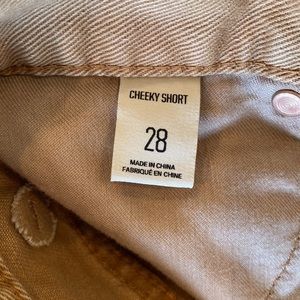 CHEEKY SHORT
28
MADE IN CHINA
FABRIQUÉ EN CHINE